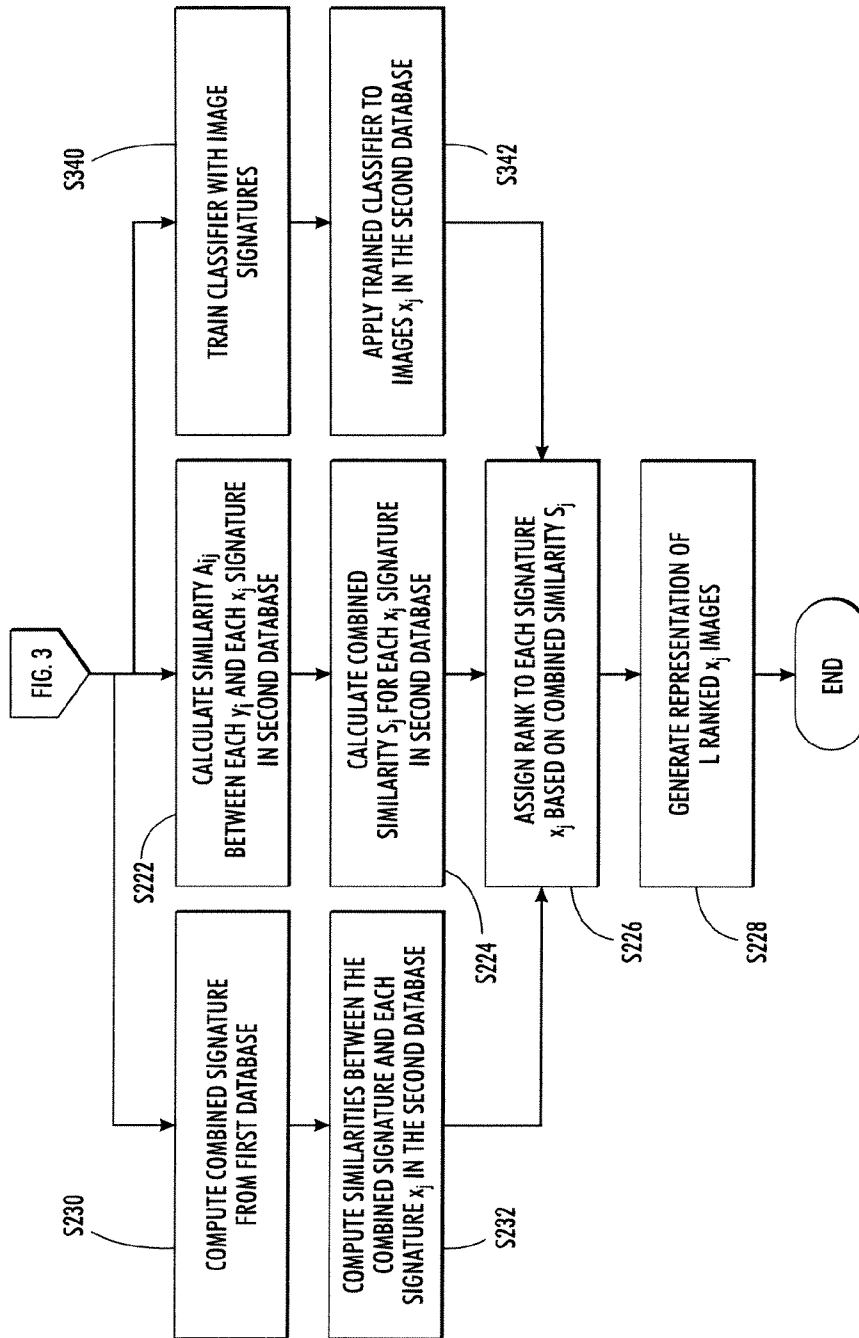 FIG. 3
S230
COMPUTE COMBINED SIGNATURE
FROM FIRST DATABASE
S232
COMPUTE SIMILARITIES BETWEEN THE
COMBINED SIGNATURE AND EACH
SIGNATURE xj IN THE SECOND DATABASE
S222
CALCULATE SIMILARITY Aij
BETWEEN EACH yi AND EACH xj SIGNATURE
IN SECOND DATABASE
S224
CALCULATE COMBINED
SIMILARITY Sj FOR EACH xj SIGNATURE
IN SECOND DATABASE
S340
TRAIN CLASSIFIER WITH IMAGE
SIGNATURES
S342
APPLY TRAINED CLASSIFIER TO
IMAGES xj IN THE SECOND DATABASE
S226
ASSIGN RANK TO EACH SIGNATURE
xj BASED ON COMBINED SIMILARITY Sj
S228
GENERATE REPRESENTATION OF
L RANKED xj IMAGES
END